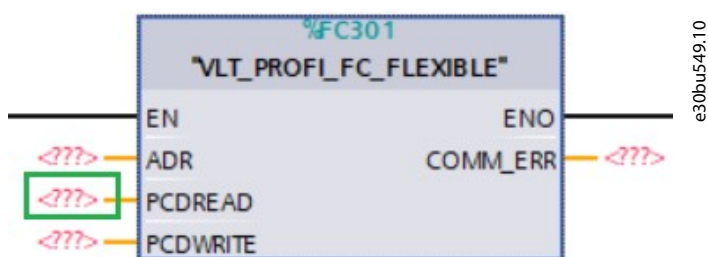 %FC301
"VLT_PROFI_FC_FLEXIBLE"
EN ENO
<???> ADR COMM_ERR <???>
<???> PCDREAD
<???> PCDWRITE
e30bu549.10